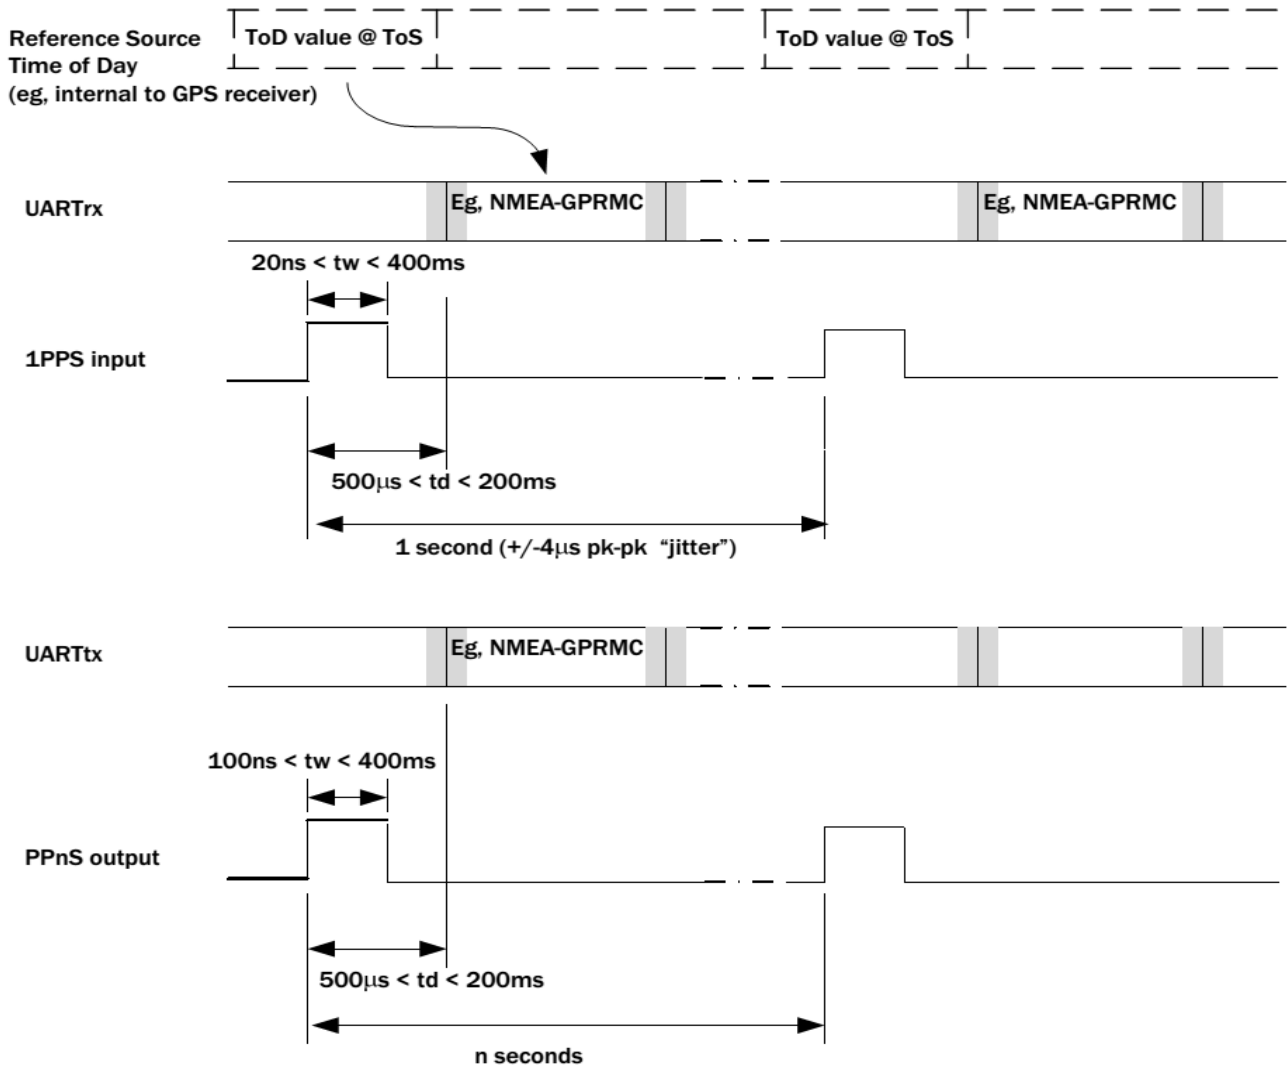 ToD value @ ToS
ToD value @ ToS
Reference Source
Time of Day
(eg, internal to GPS receiver)
UARTrx
Eg, NMEA-GPRMC
Eg, NMEA-GPRMC
20ns < tw < 400ms
1PPS input
500μs < td < 200ms
1 second (+/-4μs pk-pk “jitter”)
UARTtx
Eg, NMEA-GPRMC
100ns < tw < 400ms
PPnS output
500μs < td < 200ms
n seconds